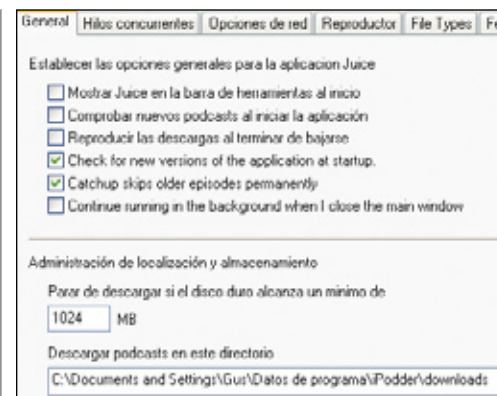 General Hilos concurrentes Opciones de red Reproductor File Types
Establecer las opciones generales para la aplicacion Juice
Mostrar Juice en la barra de herramientas al inicio
Comprobar nuevos podcasts al iniciar la aplicación
Reproducir las descargas al terminar de bajarse
Check for new versions of the application at startup.
Catchup skips older episodes permanently
Continue running in the background when I close the main window
Administración de localización y almacenamiento
Parar de descargar si el disco duro alcanza un minimo de
1024 MB
Descargar podcasts en este directorio
C:\Documents and Settings\Gus\Datos de programa\iPodder\downloads